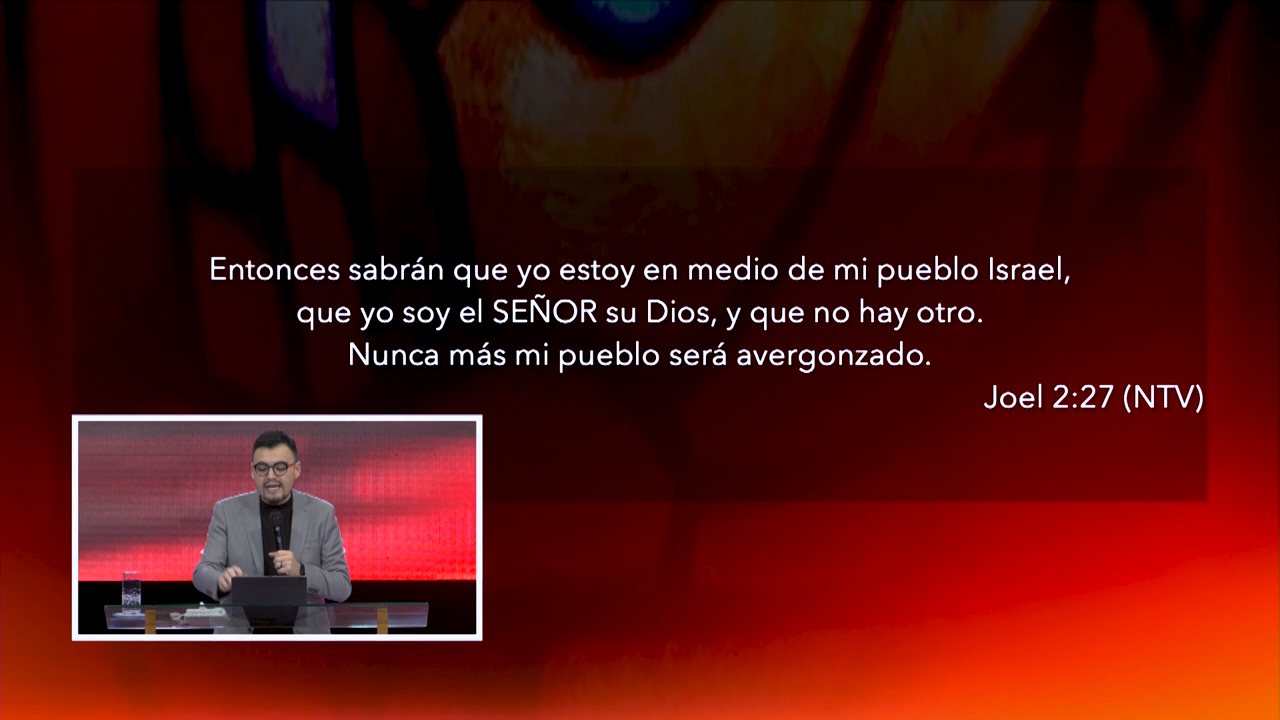 Entonces sabrán que yo estoy en medio de mi pueblo Israel,
que yo soy el SEÑOR su Dios, y que no hay otro.
Nunca más mi pueblo será avergonzado.
Joel 2:27 (NTV)